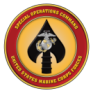 SPECIAL OPERATIONS COMMAND
UNITED STATES MARINE CORPS FORCES